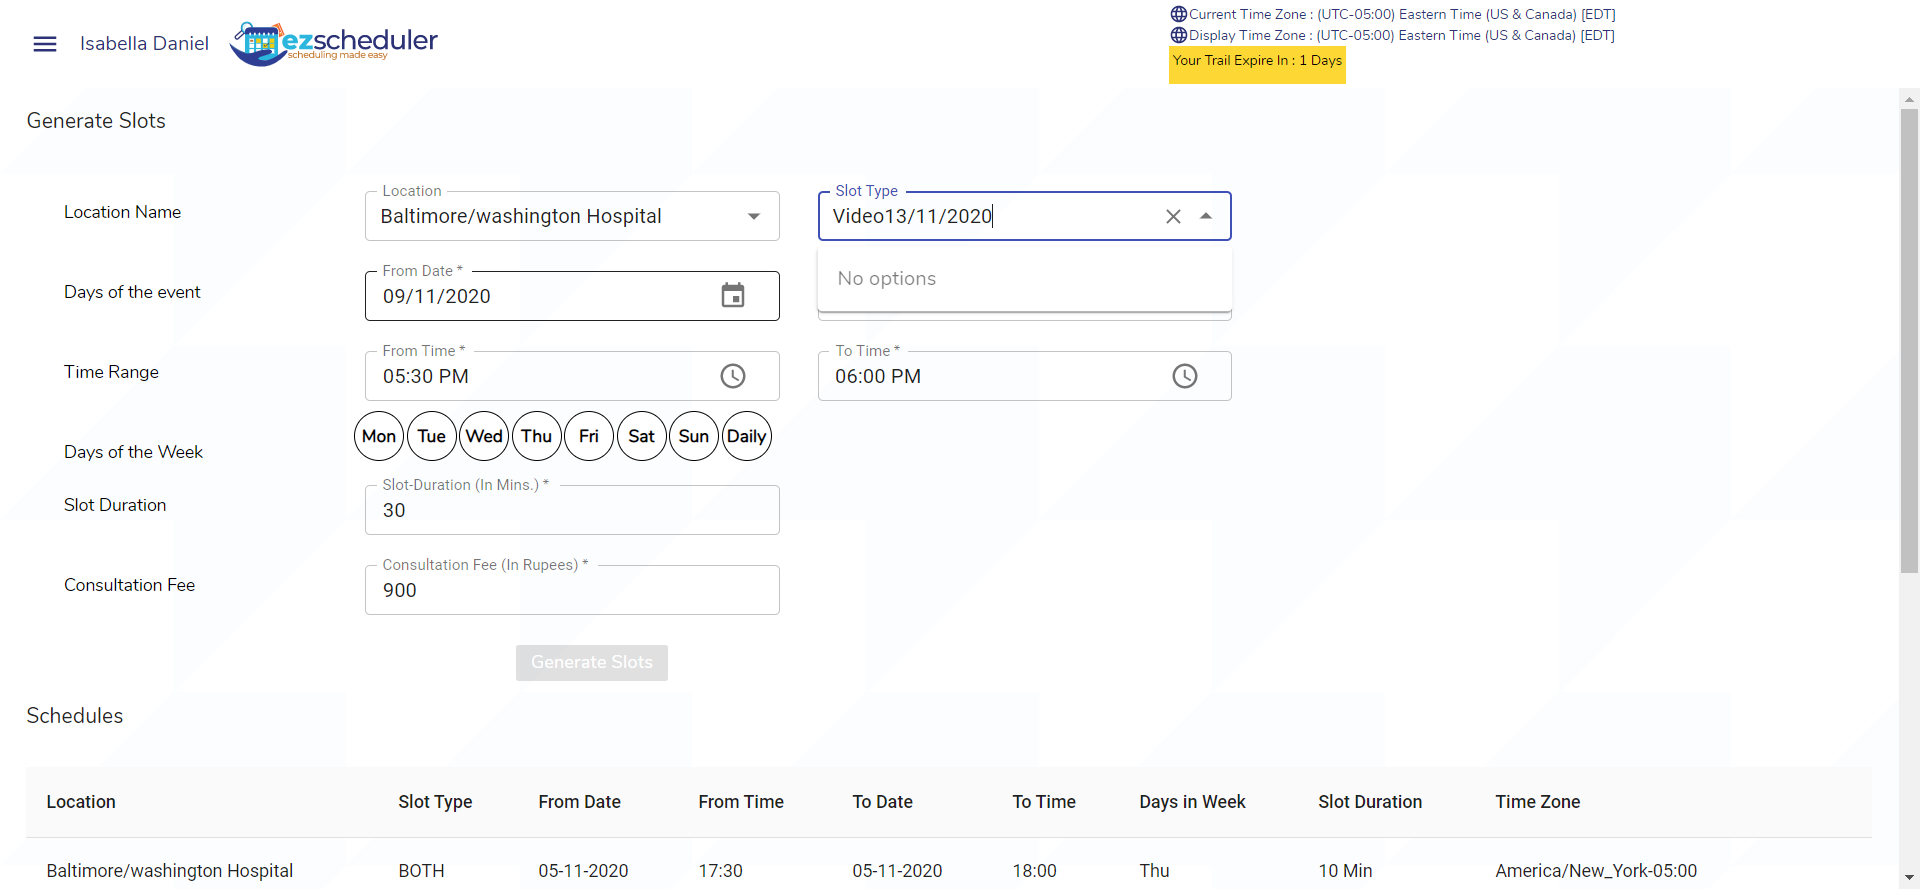 Isabella Daniel
ezscheduler
scheduling made easy
Current Time Zone : (UTC-05:00) Eastern Time (US & Canada) [EDT]
Display Time Zone : (UTC-05:00) Eastern Time (US & Canada) [EDT]
Your Trail Expire In : 1 Days
Generate Slots
Location Name
Location
Baltimore/washington Hospital
Slot Type
Video13/11/2020
No options
Days of the event
From Date *
09/11/2020
Time Range
From Time *
05:30 PM
To Time *
06:00 PM
Days of the Week
Mon Tue Wed Thu Fri Sat Sun Daily
Slot Duration
Slot-Duration (In Mins.) *
30
Consultation Fee
Consultation Fee (In Rupees) *
900
Generate Slots
Schedules
Location Slot Type From Date From Time To Date To Time Days in Week Slot Duration Time Zone
Baltimore/washington Hospital BOTH 05-11-2020 17:30 05-11-2020 18:00 Thu 10 Min America/New_York-05:00